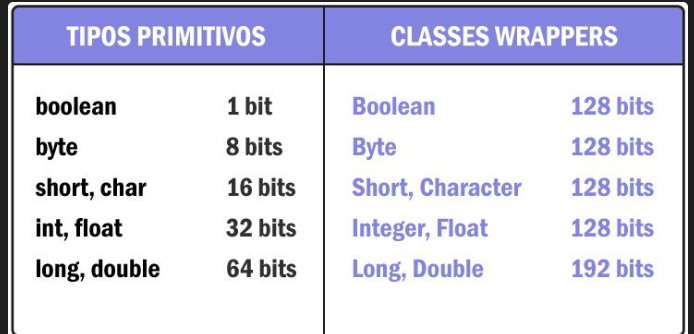 TIPOS PRIMITIVOS CLASSES WRAPPERS
boolean 1 bit Boolean 128 bits
byte 8 bits Byte 128 bits
short, char 16 bits Short, Character 128 bits
int, float 32 bits Integer, Float 128 bits
long, double 64 bits Long, Double 192 bits